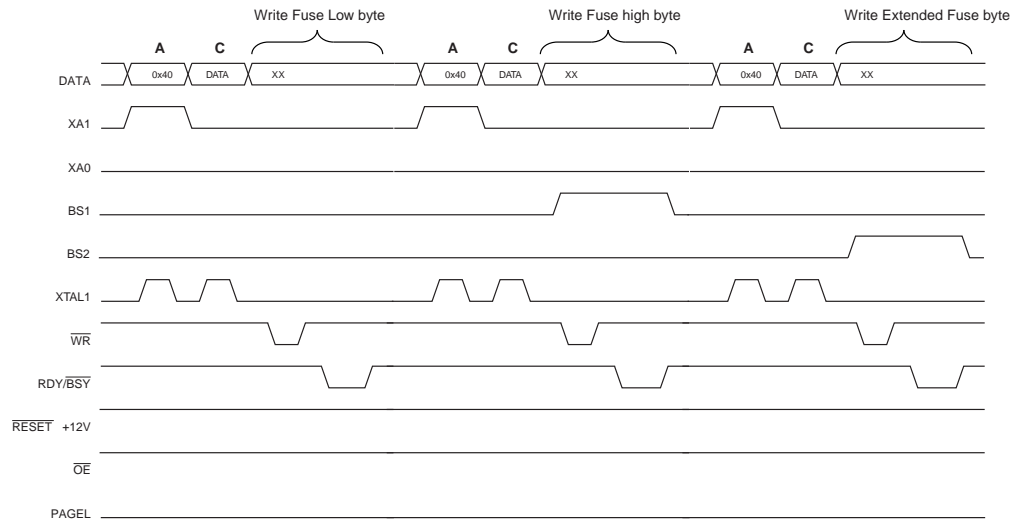 Write Fuse Low byte Write Fuse high byte Write Extended Fuse byte
A C A C A C
DATA 0x40 DATA XX 0x40 DATA XX 0x40 DATA XX
XA1
XA0
BS1
BS2
XTAL1
WR
RDY/BSY
RESET +12V
OE
PAGEL